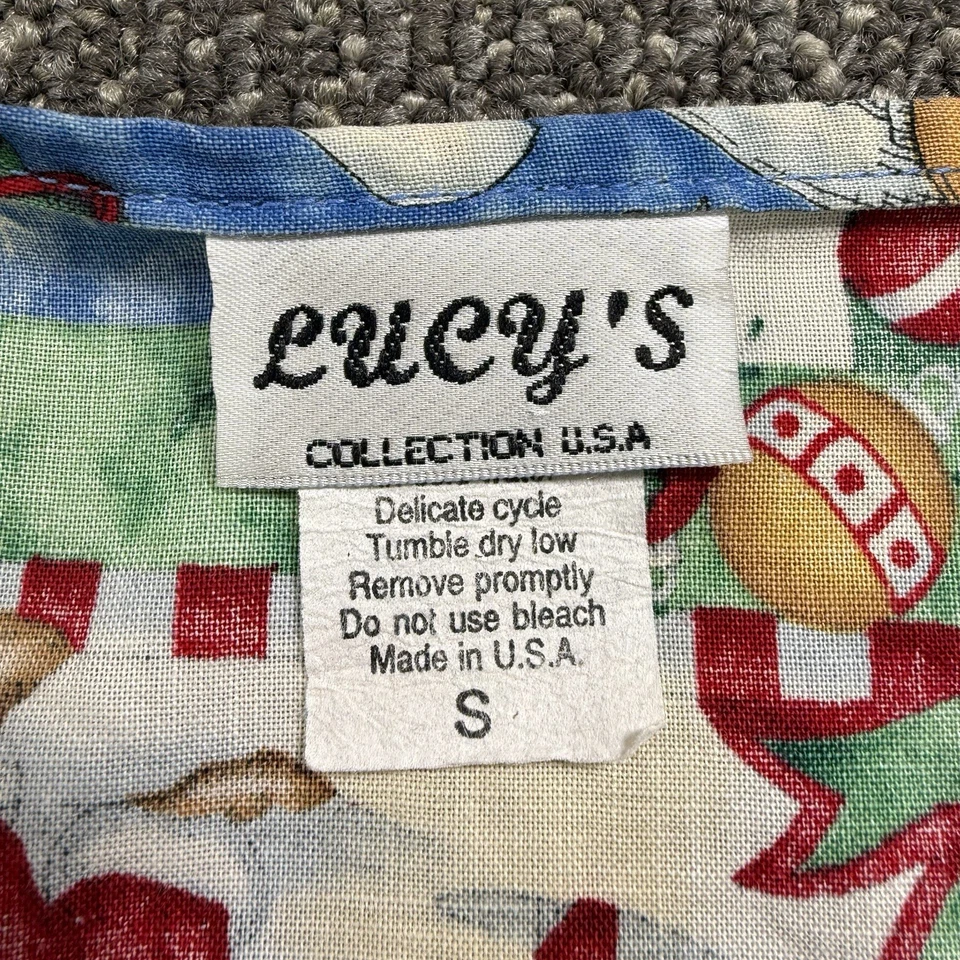 LUCY'S
COLLECTION U.S.A
Delicate cycle
Tumble dry low
Remove promptly
Do not use bleach
Made in U.S.A.
S